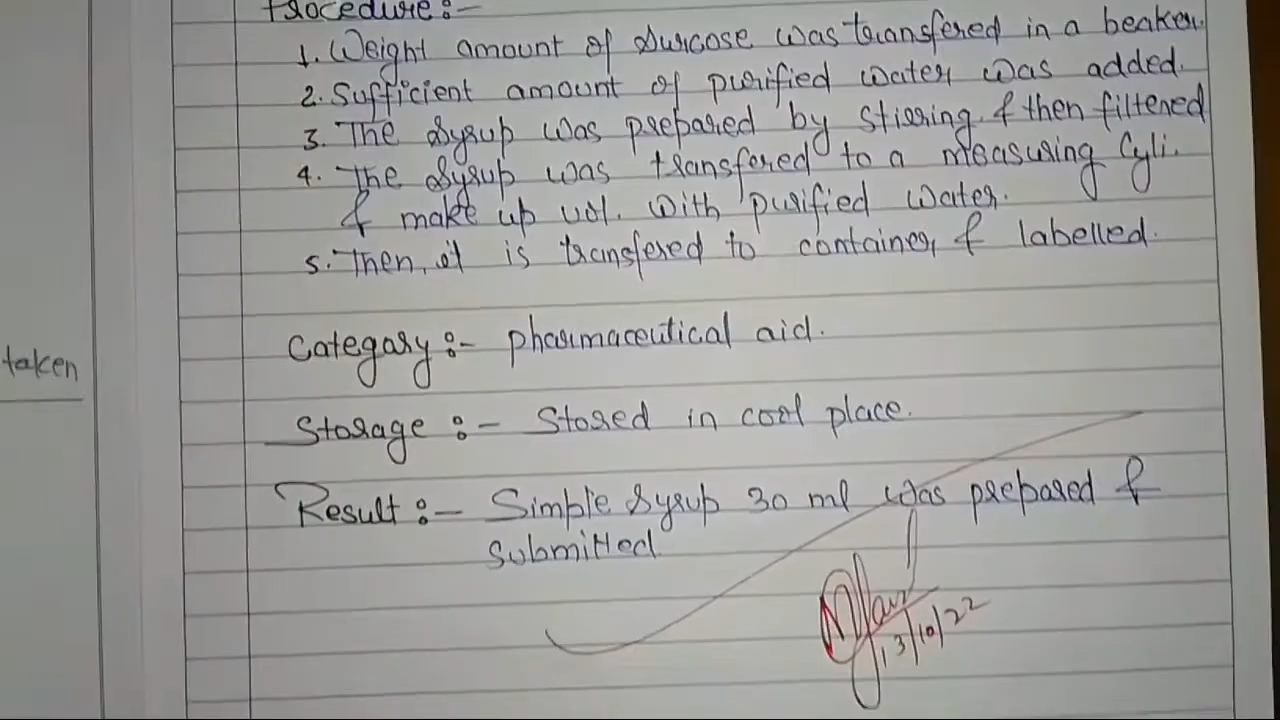 Procedure:-
1. Weight amount of Surcose was transfered in a beaker.
2. Sufficient amount of purified water was added.
3. The Syrup was prepared by stirring & then filtered
4. The Syrup was transfered to a measuring Cyli.
& make up vol. with purified water.
5. Then, it is transfered to container & labelled.
Categary:- pharmaceutical aid.
taken
Storage:- Stored in cool place.
Result:- Simple Syrup 30 ml was prepared &
submitted
13/10/22